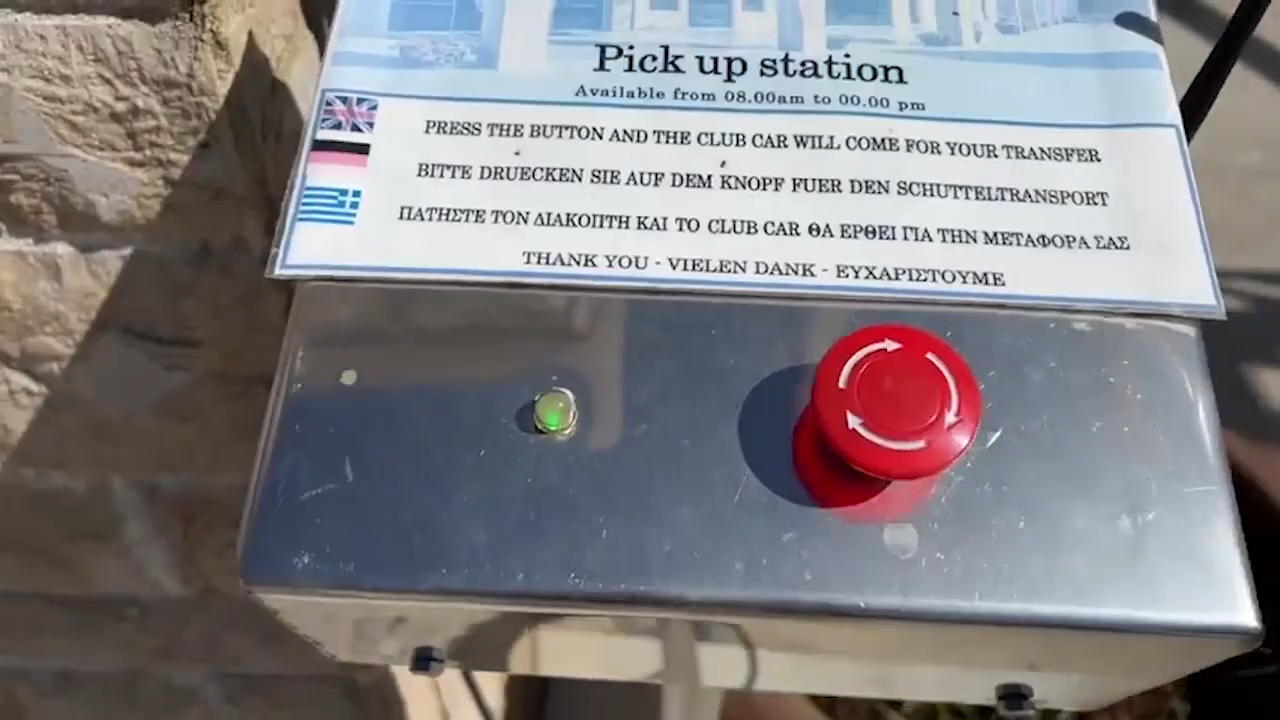 Pick up station
Available from 08.00am to 00.00 pm
PRESS THE BUTTON AND THE CLUB CAR WILL COME FOR YOUR TRANSFER
BITTE DRUECKEN SIE AUF DEM KNOPF FUER DEN SCHUTTELTRANSPORT
ΠΑΤΗΣΤΕ ΤΟΝ ΔΙΑΚΟΠΤΗ ΚΑΙ ΤΟ CLUB CAR ΘΑ ΕΡΘΕΙ ΓΙΑ ΤΗΝ ΜΕΤΑΦΟΡΑ ΣΑΣ
THANK YOU - VIELEN DANK - ΕΥΧΑΡΙΣΤΟΥΜΕ